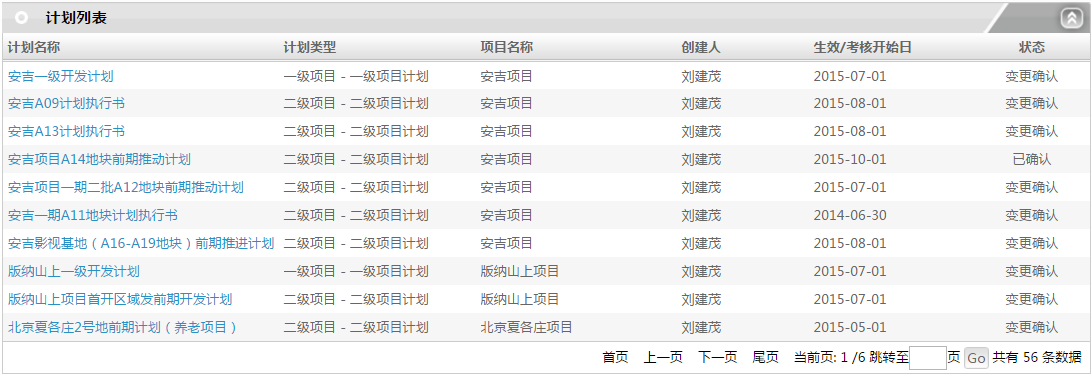 计划列表
计划名称 计划类型 项目名称 创建人 生效/考核开始日 状态
安吉一级开发计划 一级项目 - 一级项目计划 安吉项目 刘建茂 2015-07-01 变更确认
安吉A09计划执行书 二级项目 - 二级项目计划 安吉项目 刘建茂 2015-08-01 变更确认
安吉A13计划执行书 二级项目 - 二级项目计划 安吉项目 刘建茂 2015-08-01 变更确认
安吉项目A14地块前期推动计划 二级项目 - 二级项目计划 安吉项目 刘建茂 2015-10-01 已确认
安吉项目一期二批A12地块前期推动计划 二级项目 - 二级项目计划 安吉项目 刘建茂 2015-07-01 变更确认
安吉一期A11地块计划执行书 二级项目 - 二级项目计划 安吉项目 刘建茂 2014-06-30 变更确认
安吉影视基地（A16-A19地块）前期推进计划 二级项目 - 二级项目计划 安吉项目 刘建茂 2015-08-01 变更确认
版纳山上一级开发计划 一级项目 - 一级项目计划 版纳山上项目 刘建茂 2015-07-01 变更确认
版纳山上项目首开区域发前期开发计划 二级项目 - 二级项目计划 版纳山上项目 刘建茂 2015-07-01 变更确认
北京夏各庄2号地前期计划（养老项目） 二级项目 - 二级项目计划 北京夏各庄项目 刘建茂 2015-05-01 变更确认
首页 上一页 下一页 尾页 当前页: 1 /6 跳转至 页 Go 共有 56 条数据